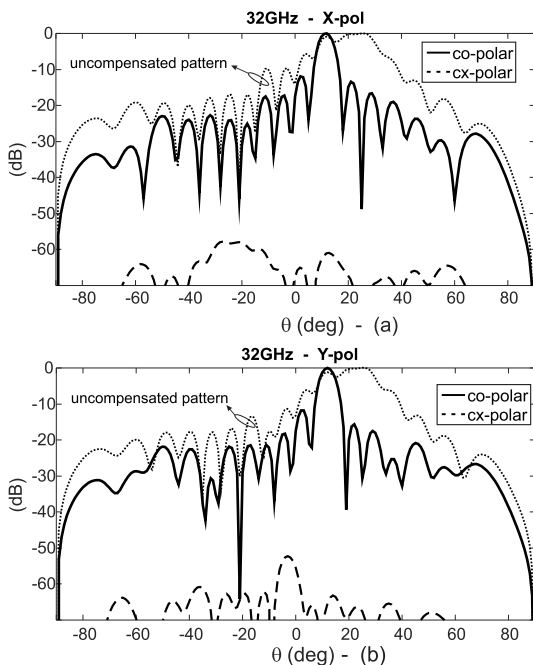 32GHz - X-pol
0
-10
-20
-30
-40
-50
-60
(dB)
uncompensated pattern
co-polar
cx-polar
-80 -60 -40 -20 0 20 40 60 80
θ (deg) - (a)
32GHz - Y-pol
0
-10
-20
-30
-40
-50
-60
(dB)
uncompensated pattern
co-polar
cx-polar
-80 -60 -40 -20 0 20 40 60 80
θ (deg) - (b)